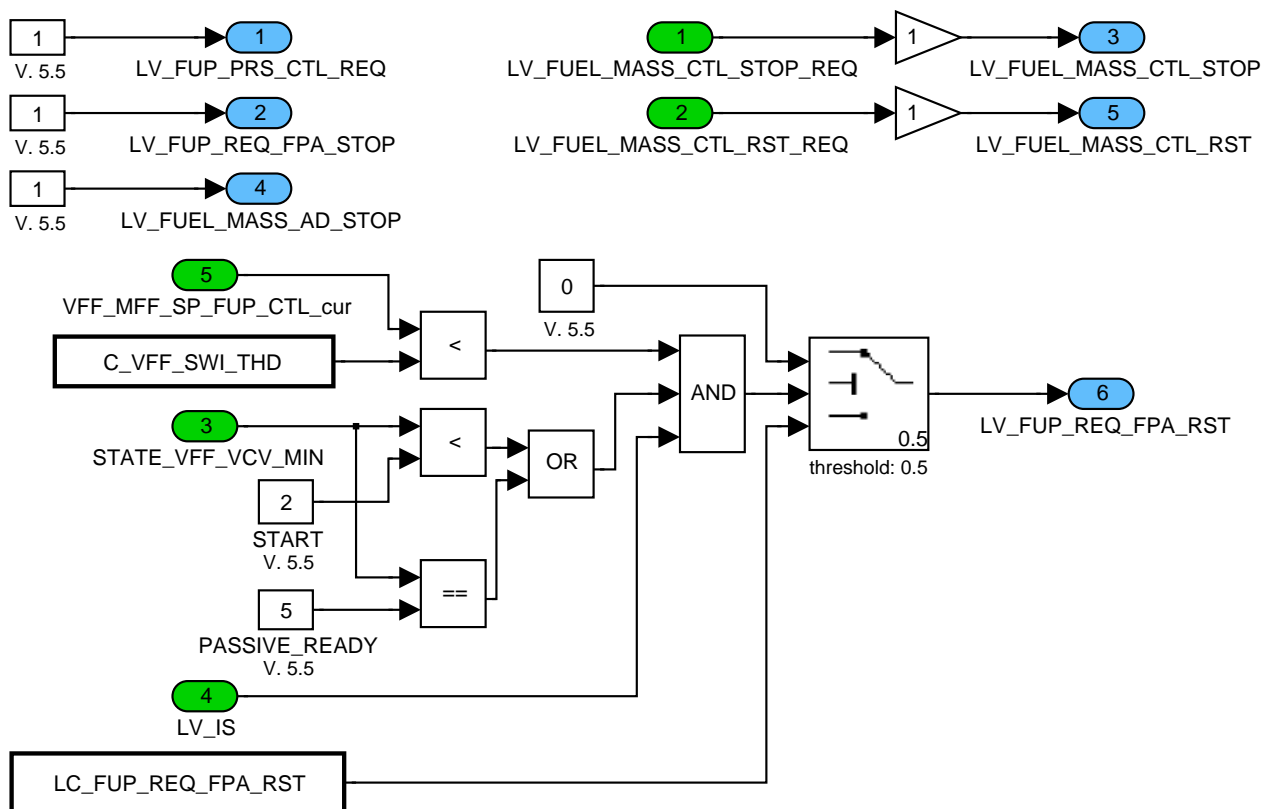 1
V. 5.5
1
LV_FUP_PRS_CTL_REQ
1
V. 5.5
2
LV_FUP_REQ_FPA_STOP
1
V. 5.5
4
LV_FUEL_MASS_AD_STOP
1
LV_FUEL_MASS_CTL_STOP_REQ
1
3
LV_FUEL_MASS_CTL_STOP
2
LV_FUEL_MASS_CTL_RST_REQ
1
5
LV_FUEL_MASS_CTL_RST
5
VFF_MFF_SP_FUP_CTL_cur
C_VFF_SWI_THD
<
0
V. 5.5
3
STATE_VFF_VCV_MIN
<
2
START
V. 5.5
OR
AND
==
5
PASSIVE_READY
V. 5.5
4
LV_IS
LC_FUP_REQ_FPA_RST
0.5
threshold: 0.5
6
LV_FUP_REQ_FPA_RST